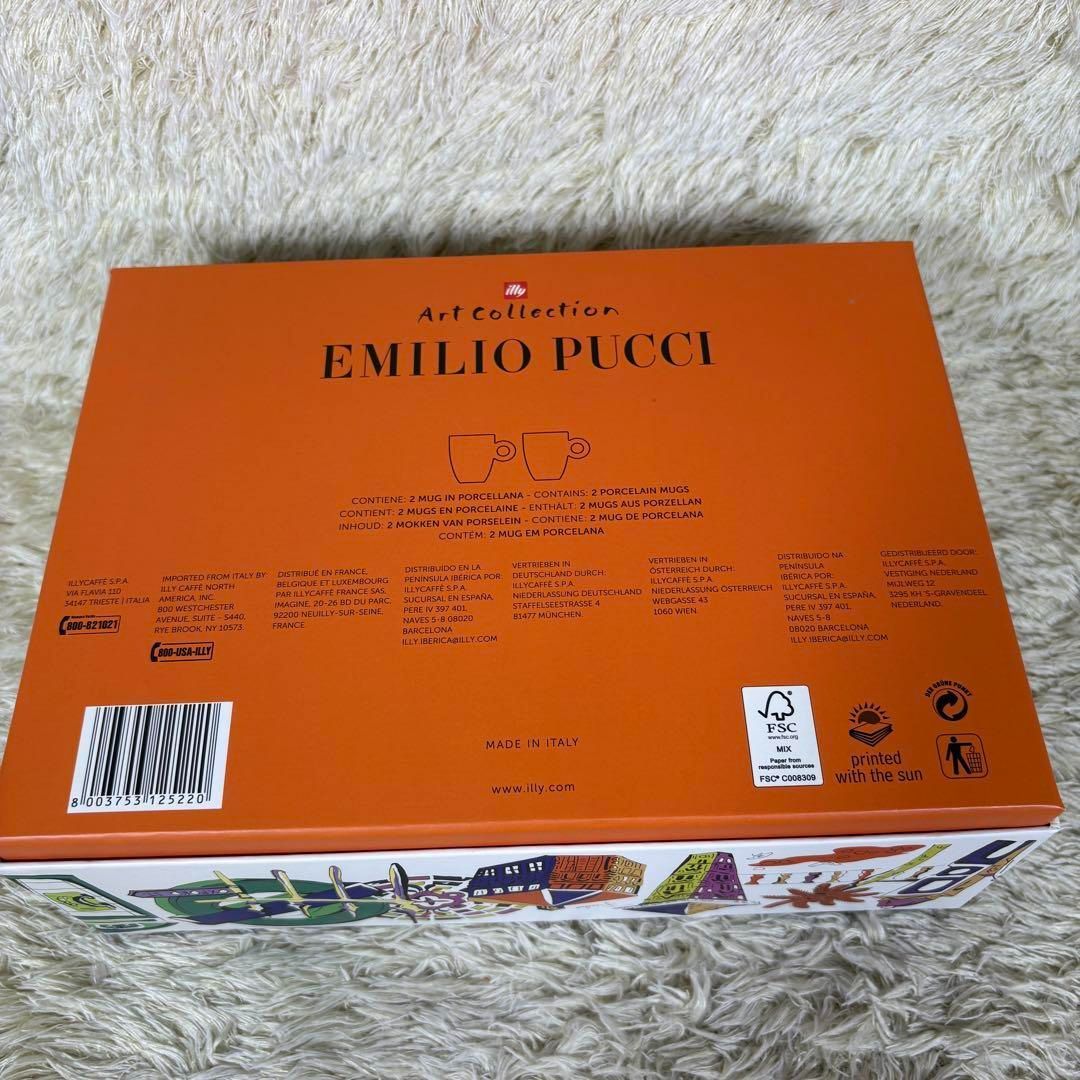 illy
Art Collection
EMILIO PUCCI
CONTIENE: 2 MUG IN PORCELLANA - CONTAINS: 2 PORCELAIN MUGS
CONTIENT: 2 MUGS EN PORCELAINE - ENTHÄLT: 2 MUGS AUS PORZELLAN
INHOUD: 2 MOKKEN VAN PORSELEIN - CONTIENE: 2 MUG DE PORCELANA
CONTÉM: 2 MUG EM PORCELANA
ILLYCAFFÈ S.P.A.
VIA FLAVIA 110
34147 TRIESTE | ITALIA
800-821021
IMPORTED FROM ITALY BY
ILLY CAFFÈ NORTH
AMERICA, INC.
800 WESTCHESTER
AVENUE, SUITE - S440,
RYE BROOK, NY 10573.
800-USA-ILLY
DISTRIBUÉ EN FRANCE,
BELGIQUE ET LUXEMBOURG
PAR ILLYCAFFÈ FRANCE SAS,
IMAGINE, 20-26 BD DU PARC,
92200 NEUILLY-SUR-SEINE,
FRANCE
DISTRIBUÍDO EN LA
PENÍNSULA IBÉRICA POR:
ILLYCAFFÈ S.P.A.
SUCURSAL EN ESPAÑA,
PERE IV 397 401,
NAVES 5-8 08020
BARCELONA
ILLY.IBERICA@ILLY.COM
VERTRIEBEN IN
DEUTSCHLAND DURCH:
ILLYCAFFÈ S.P.A
NIEDERLASSUNG DEUTSCHLAND
STAFFELSEESTRASSE 4
81477 MÜNCHEN.
VERTRIEBEN IN
ÖSTERREICH DURCH:
ILLYCAFFÈ S.P.A.
NIEDERLASSUNG ÖSTERREICH
WEBGASSE 43
1060 WIEN.
DISTRIBUIDO NA
PENÍNSULA
IBÉRICA POR:
ILLYCAFFÈ S.P.A.
SUCURSAL EN ESPAÑA,
PERE IV 397 401,
NAVES 5-8
08020 BARCELONA
ILLY.IBERICA@ILLY.COM
GEDISTRIBUEERD DOOR:
ILLYCAFFÈ S.P.A.
VESTIGING NEDERLAND
MIJLWEG 12
3295 KH 'S-GRAVENDEEL
NEDERLAND.
8 003753 125220
MADE IN ITALY
www.illy.com
FSC
www.fsc.org
MIX
Paper from
responsible sources
FSC® C008309
printed
with the sun
DER GRÜNE PUNKT